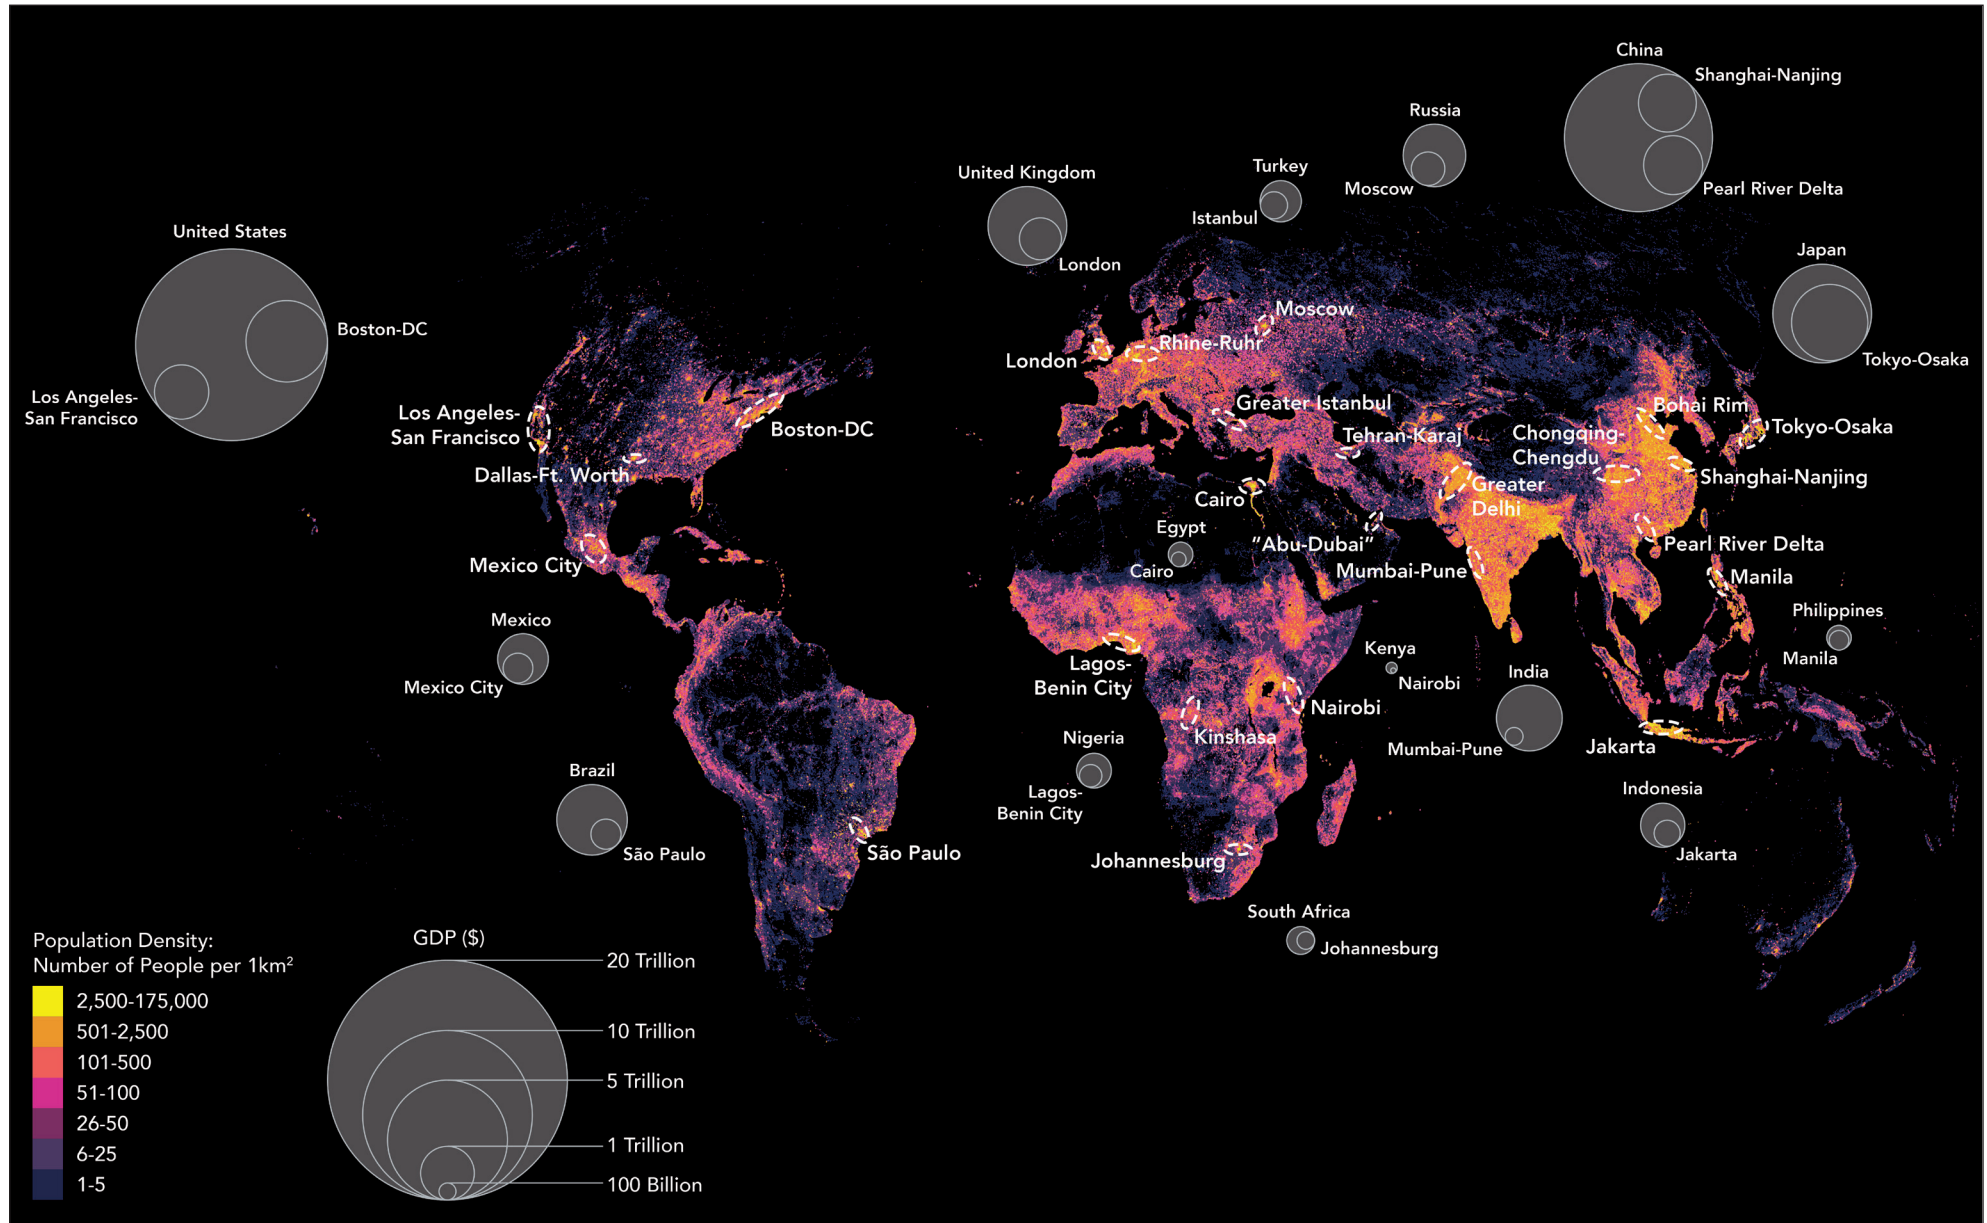 China
Shanghai-Nanjing
Pearl River Delta
Russia
Moscow
Turkey
Istanbul
United Kingdom
London
United States
Boston-DC
Los Angeles-
San Francisco
Japan
Tokyo-Osaka
Moscow
Rhine-Ruhr
London
Greater Istanbul
Tehran-Karaj
Los Angeles-
San Francisco
Boston-DC
Dallas-Ft. Worth
Bohai Rim
Tokyo-Osaka
Chongqing-
Chengdu
Shanghai-Nanjing
Greater
Delhi
Cairo
Egypt
Cairo
"Abu-Dubai"
Mumbai-Pune
Pearl River Delta
Manila
Mexico City
Mexico
Mexico City
Philippines
Manila
Kenya
Nairobi
India
Mumbai-Pune
Lagos-
Benin City
Nairobi
Kinshasa
Jakarta
Nigeria
Lagos-
Benin City
Brazil
São Paulo
São Paulo
Indonesia
Jakarta
Johannesburg
South Africa
Johannesburg
Population Density:
Number of People per 1km²
2,500-175,000
501-2,500
101-500
51-100
26-50
6-25
1-5
GDP ($)
20 Trillion
10 Trillion
5 Trillion
1 Trillion
100 Billion